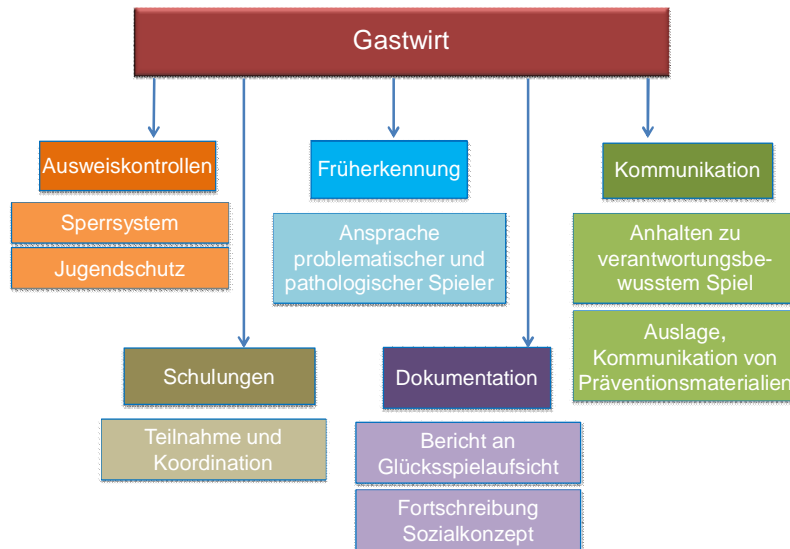 Gastwirt
Ausweiskontrollen
Sperrsystem
Jugendschutz
Früherkennung
Ansprache
problematischer und
pathologischer Spieler
Kommunikation
Anhalten zu
verantwortungsbe-
wusstem Spiel
Auslage,
Kommunikation von
Präventionsmaterialien
Schulungen
Teilnahme und
Koordination
Dokumentation
Bericht an
Glücksspielaufsicht
Fortschreibung
Sozialkonzept